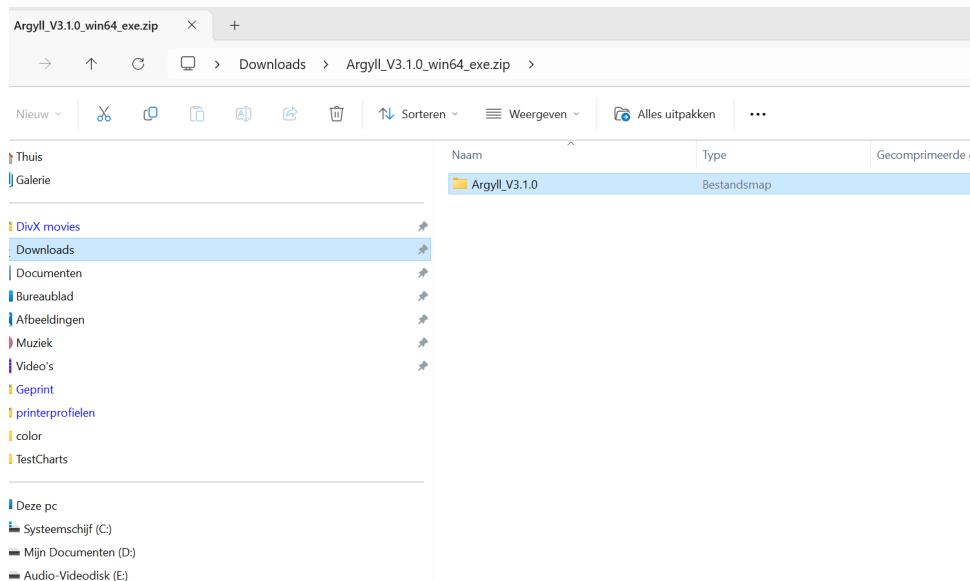 Argyll_V3.1.0_win64_exe.zip
Downloads > Argyll_V3.1.0_win64_exe.zip >
Nieuw Sorteren Weergeven Alles uitpakken ...
Naam Type Gecomprimeerde
Argyll_V3.1.0 Bestandsmap
Thuis
Galerie
DivX movies
Downloads
Documenten
Bureaublad
Afbeeldingen
Muziek
Video's
Geprint
printerprofielen
color
TestCharts
Deze pc
Systeemschijf (C:)
Mijn Documenten (D:)
Audio-Videodisk (E:)